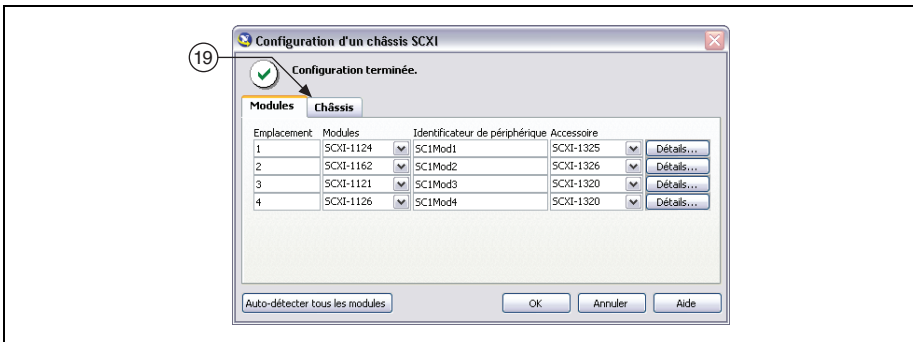 Configuration d'un châssis SCXI
19
Configuration terminée.
Modules Châssis
Emplacement Modules Identificateur de périphérique Accessoire
1 SCXI-1124 SC1Mod1 SCXI-1325 Détails...
2 SCXI-1162 SC1Mod2 SCXI-1326 Détails...
3 SCXI-1121 SC1Mod3 SCXI-1320 Détails...
4 SCXI-1126 SC1Mod4 SCXI-1320 Détails...
Auto-détecter tous les modules OK Annuler Aide